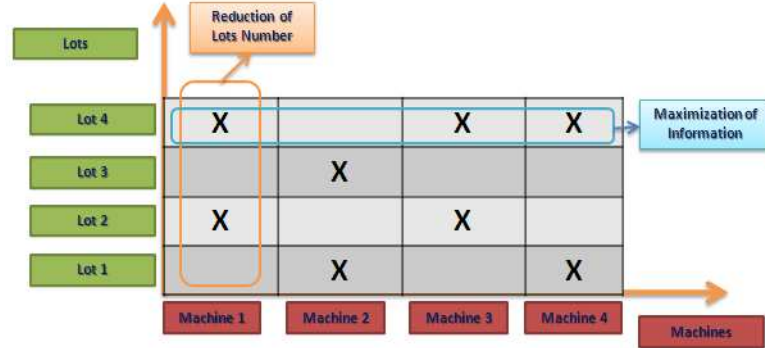 Reduction of
Lots Number
Lots
Lot 4
X
X
X
Maximization of
Information
Lot 3
X
Lot 2
X
X
Lot 1
X
X
Machine 1
Machine 2
Machine 3
Machine 4
Machines